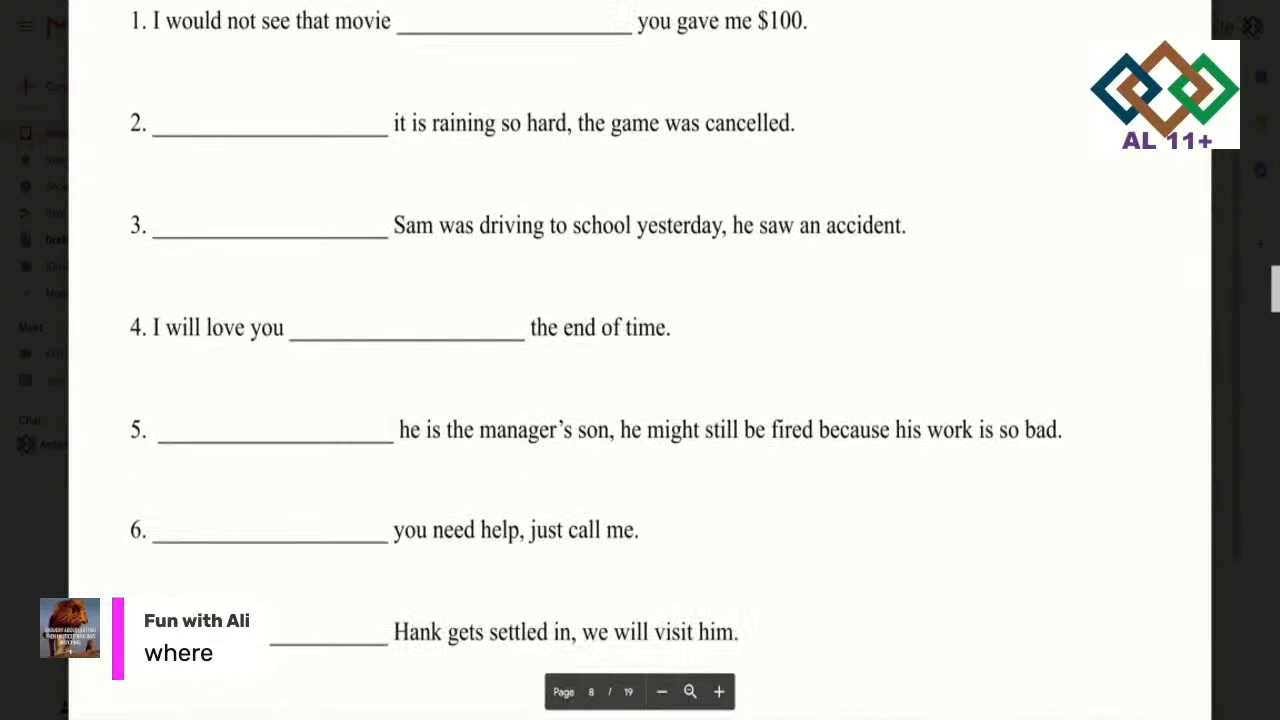 1. I would not see that movie ____________________ you gave me $100.
AL 11+
2. ____________________ it is raining so hard, the game was cancelled.
3. ____________________ Sam was driving to school yesterday, he saw an accident.
4. I will love you ____________________ the end of time.
5. ____________________ he is the manager’s son, he might still be fired because his work is so bad.
6. ____________________ you need help, just call me.
Fun with Ali
where
__________ Hank gets settled in, we will visit him.
Page 8 / 19 − +